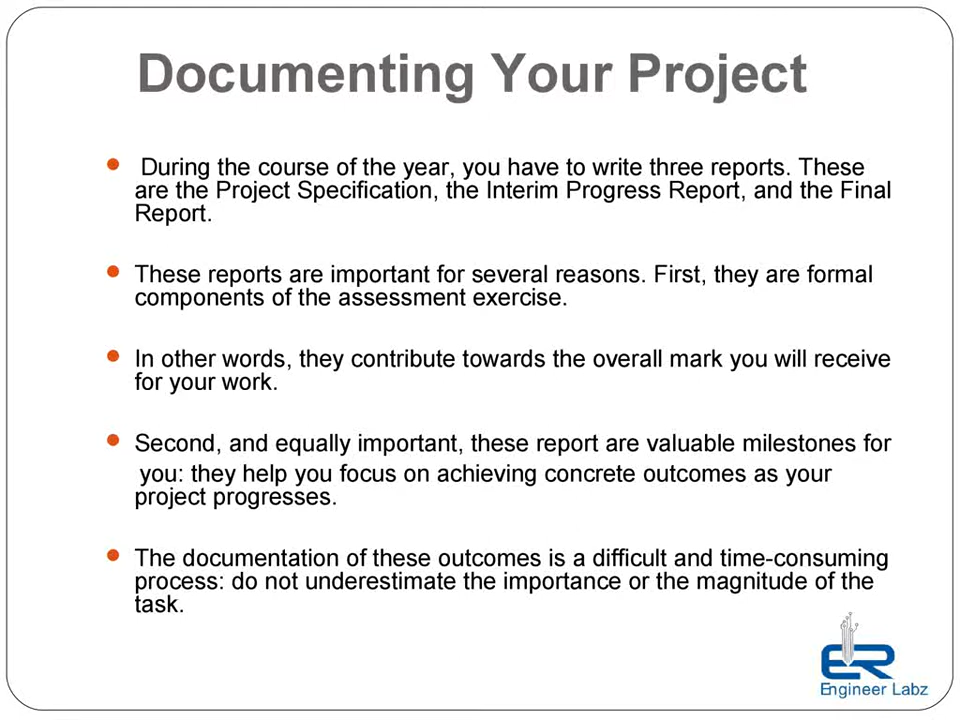 Documenting Your Project
During the course of the year, you have to write three reports. These
are the Project Specification, the Interim Progress Report, and the Final
Report.
These reports are important for several reasons. First, they are formal
components of the assessment exercise.
In other words, they contribute towards the overall mark you will receive
for your work.
Second, and equally important, these report are valuable milestones for
you: they help you focus on achieving concrete outcomes as your
project progresses.
The documentation of these outcomes is a difficult and time-consuming
process: do not underestimate the importance or the magnitude of the
task.
ER
Engineer Labz